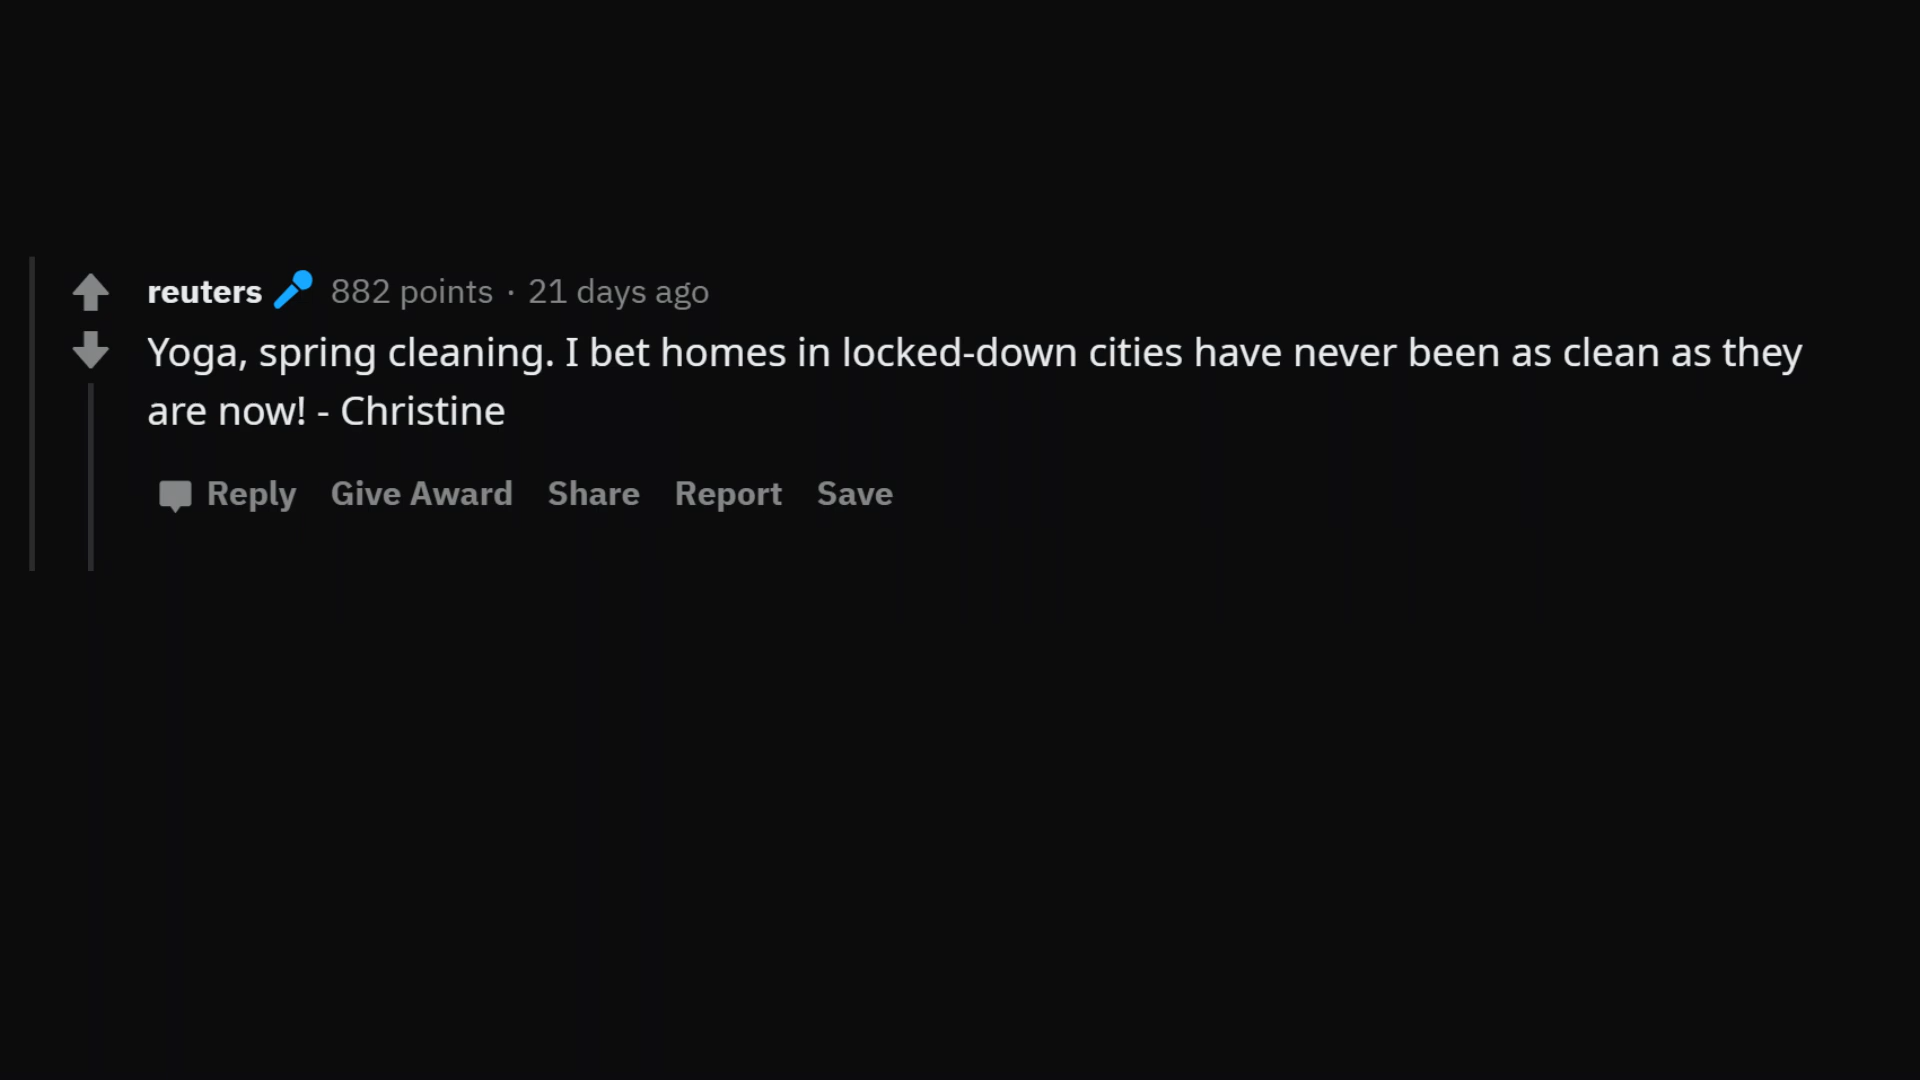 reuters 882 points · 21 days ago
Yoga, spring cleaning. I bet homes in locked-down cities have never been as clean as they
are now! - Christine
Reply Give Award Share Report Save